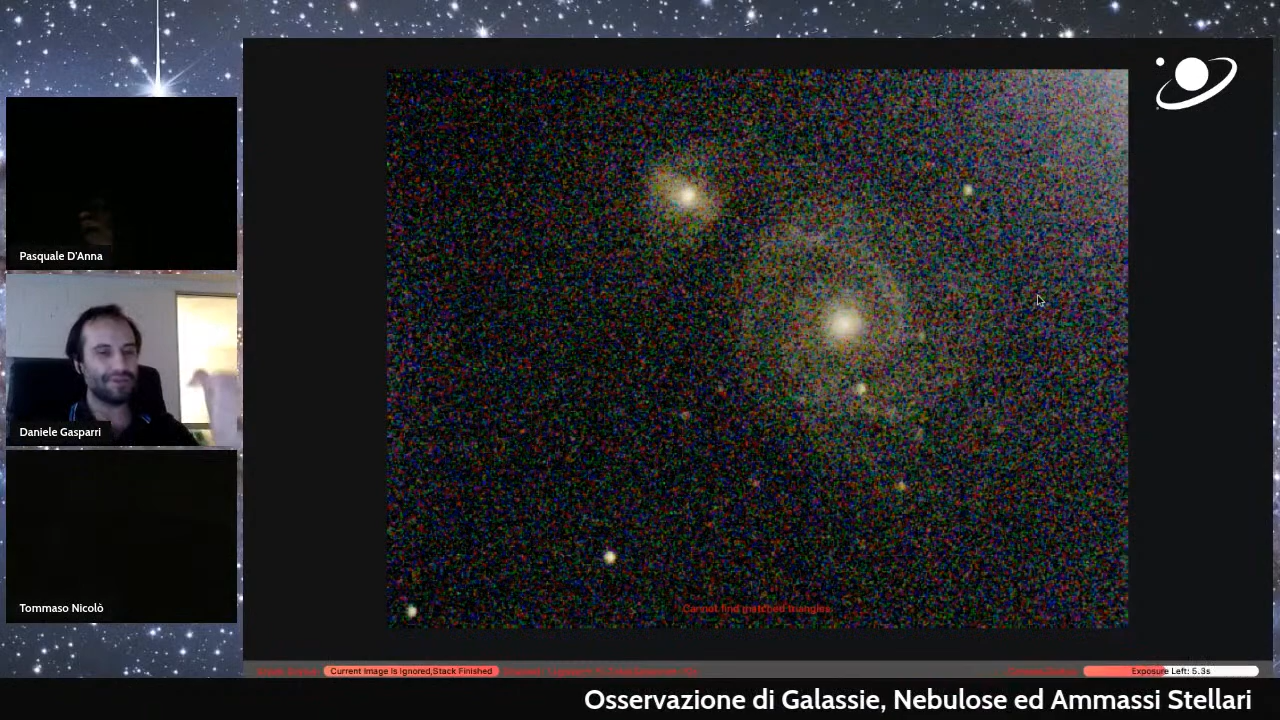 Pasquale D'Anna
Daniele Gasparri
Tommaso Nicolò
Cannot find matched triangles
Current Image Is Ignored,Stack Finished
Exposure Left: 5.3s
Osservazione di Galassie, Nebulose ed Ammassi Stellari